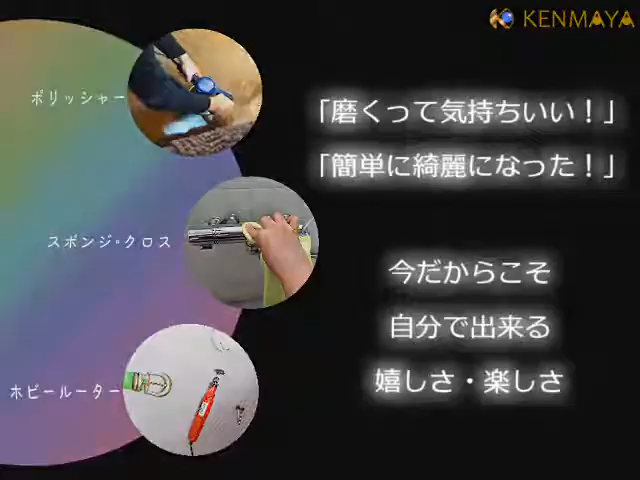 KENMAYA
ポリッシャー
「磨くって気持ちいい！」
「簡単に綺麗になった！」
スポンジ・クロス
今だからこそ
自分で出来る
嬉しさ・楽しさ
ホビールーター